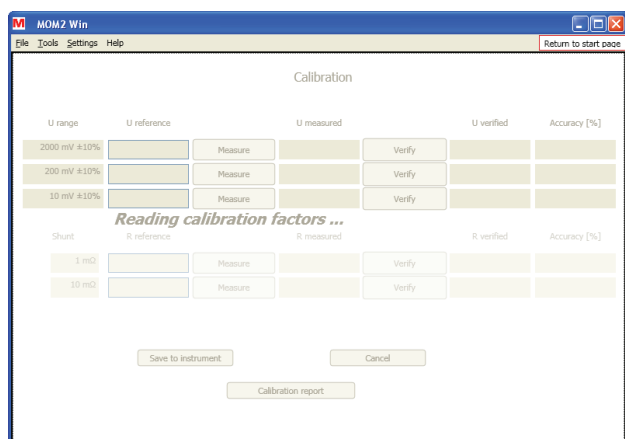 M MOM2 Win
File Tools Settings Help Return to start page
Calibration
U range U reference U measured U verified Accuracy [%]
2000 mV ±10% Measure Verify
200 mV ±10% Measure Verify
10 mV ±10% Measure Verify
Reading calibration factors ...
Shunt R reference R measured R verified Accuracy [%]
1 mΩ Measure Verify
10 mΩ Measure Verify
Save to instrument Cancel
Calibration report